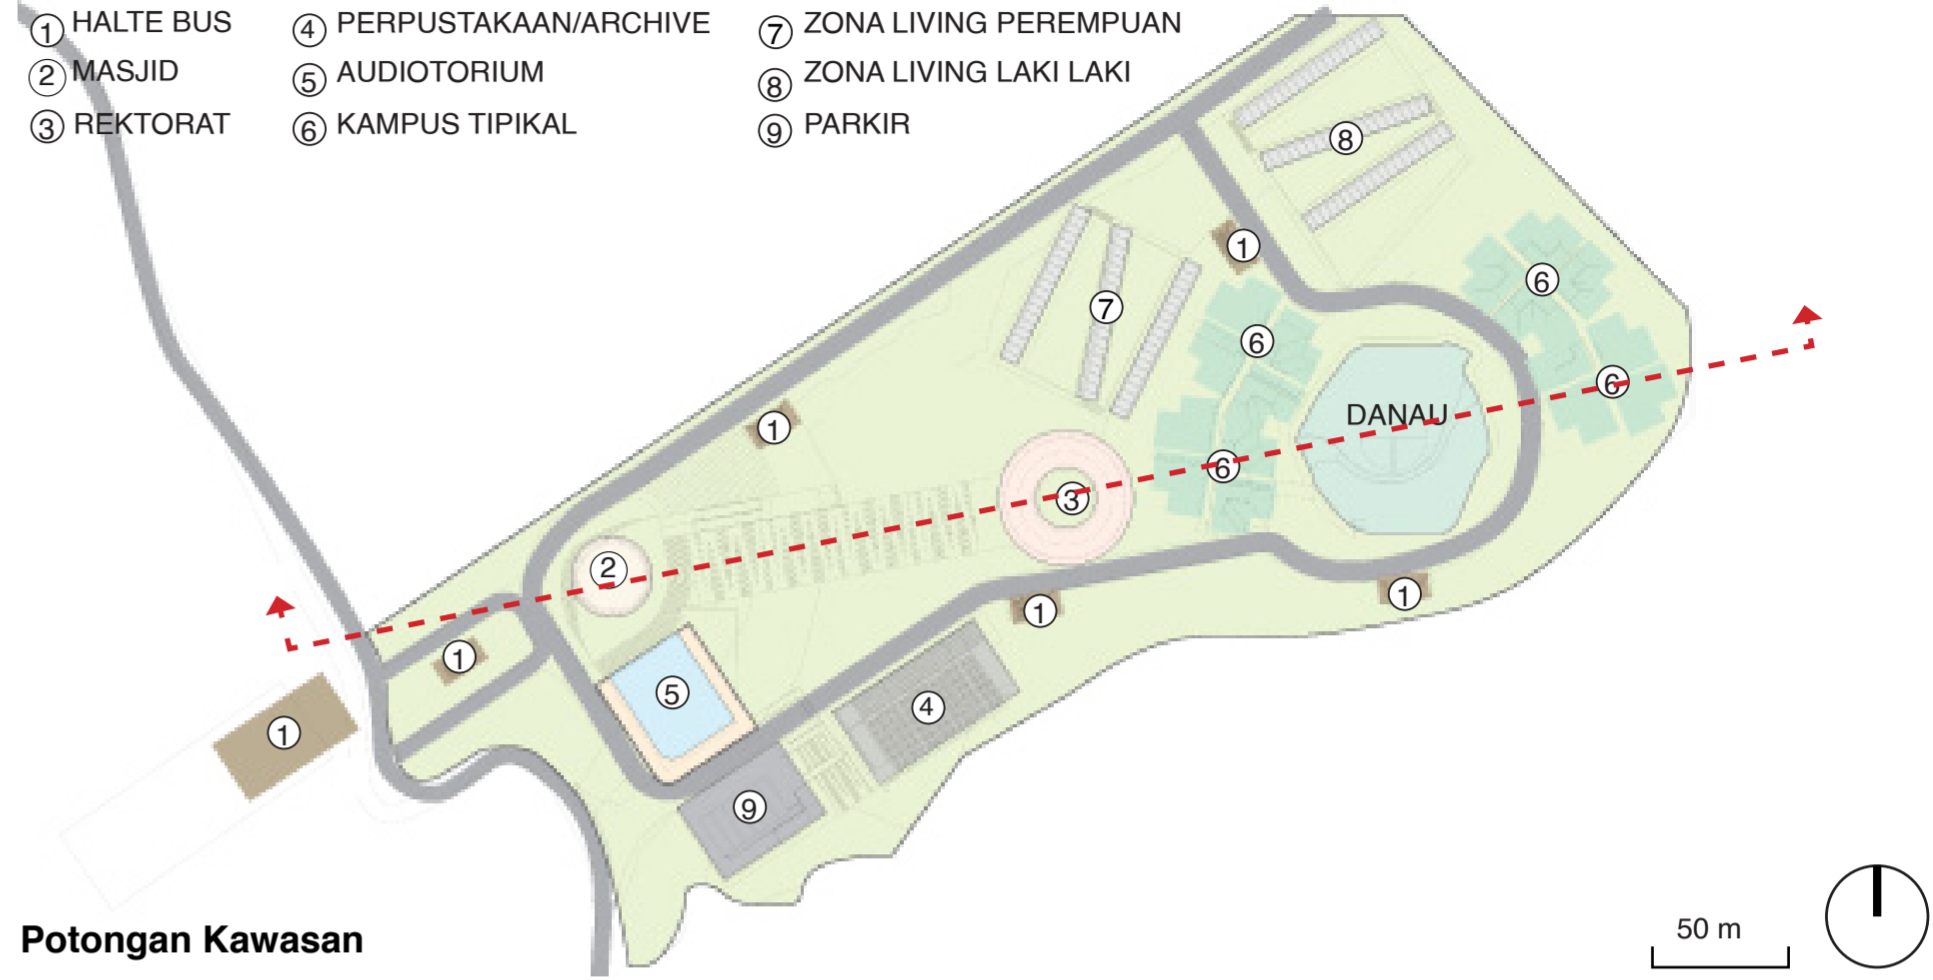 ① HALTE BUS ④ PERPUSTAKAAN/ARCHIVE ⑦ ZONA LIVING PEREMPUAN
② MASJID ⑤ AUDIOTORIUM ⑧ ZONA LIVING LAKI LAKI
③ REKTORAT ⑥ KAMPUS TIPIKAL ⑨ PARKIR
8
1
6
7
6
6
DANAU
1
6
3
2
1
1
1
5
4
1
9
Potongan Kawasan
50 m